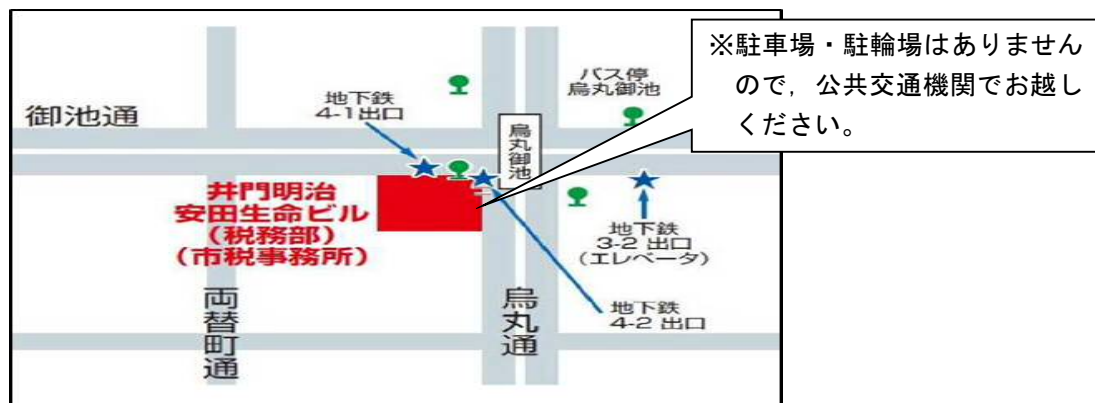 ※駐車場・駐輪場はありません
ので，公共交通機関でお越し
ください。
バス停
烏丸御池
地下鉄
4-1出口
御池通
烏丸御池
井門明治
安田生命ビル
(税務部)
(市税事務所)
地下鉄
3-2 出口
(エレベータ)
地下鉄
4-2 出口
両替町通
烏丸通